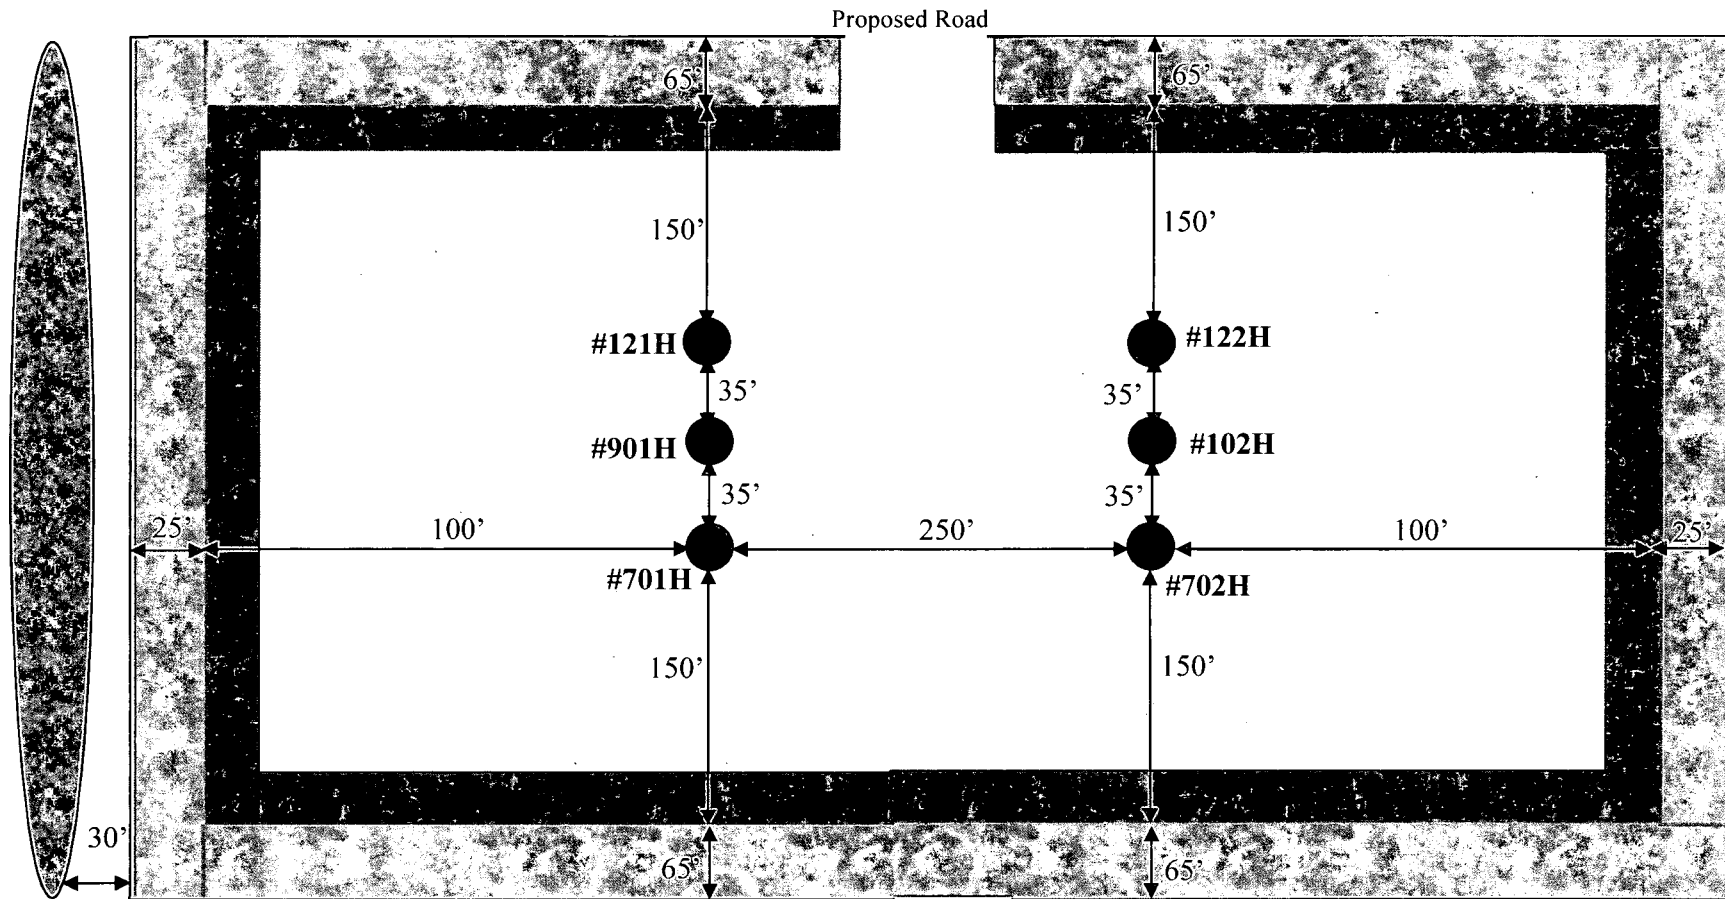 Proposed Road
65’ 65’
150’ 150’
#121H #122H
35’ 35’
#901H #102H
35’ 35’
25’ 100’ 250’ 100’ 25’
#701H #702H
150’ 150’
30’
65’ 65’